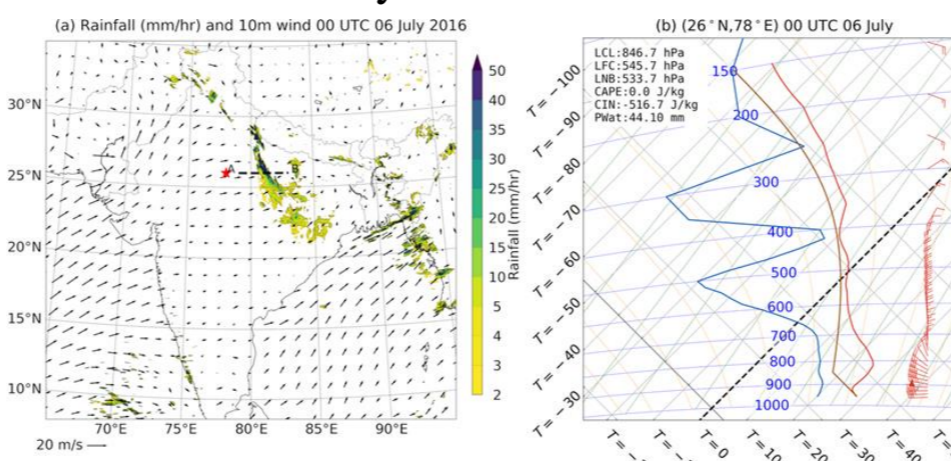 (a) Rainfall (mm/hr) and 10m wind 00 UTC 06 July 2016
30°N
25°N
20°N
15°N
10°N
70°E 75°E 80°E 85°E 90°E
20 m/s
A
50
40
35
30
25
20
15
10
5
4
3
2
Rainfall (mm/hr)
(b) (26°N,78°E) 00 UTC 06 July
LCL:846.7 hPa
LFC:545.7 hPa
LNB:533.7 hPa
CAPE:0.0 J/kg
CIN:-516.7 J/kg
PWat:44.10 mm
150
200
300
400
500
600
700
800
900
1000
T = −100
T = −90
T = −80
T = −70
T = −60
T = −50
T = −40
T = −30
T = 0
T = 10
T = 20
T = 30
T = 40